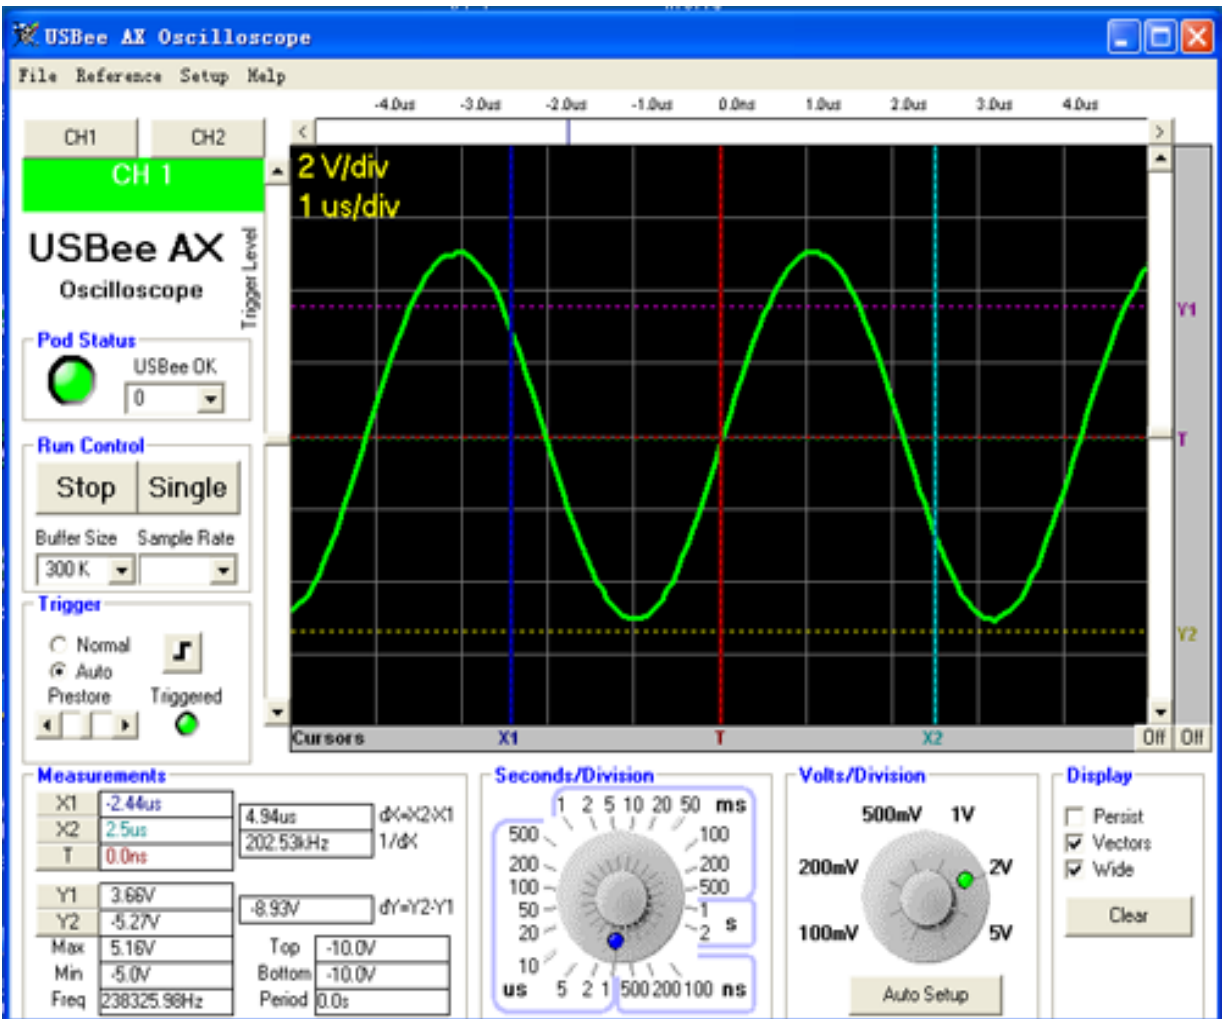 USBee AX Oscilloscope
File Reference Setup Help
-4.0us -3.0us -2.0us -1.0us 0.0ns 1.0us 2.0us 3.0us 4.0us
CH1 CH2
CH 1
2 V/div
1 us/div
USBee AX
Oscilloscope
Trigger Level
Y1
Pod Status
USBee OK
0
T
Run Control
Stop Single
Buffer Size Sample Rate
300 K
Trigger
Normal
Auto
Y2
Prestore Triggered
Cursors X1 T X2 Off Off
Measurements
X1 -2.44us
X2 2.5us
T 0.0ns
4.94us dX=X2-X1
202.53kHz 1/dX
Y1 3.66V
Y2 -5.27V
-8.93V dY=Y2-Y1
Max 5.16V
Min -5.0V
Freq 238325.98Hz
Top -10.0V
Bottom -10.0V
Period 0.0s
Seconds/Division
1 2 5 10 20 50 ms
500 100
200 200
100 500
50 1
20 2 s
10
us 5 2 1 500 200 100 ns
Volts/Division
500mV 1V
200mV 2V
100mV 5V
Auto Setup
Display
Persist
Vectors
Wide
Clear